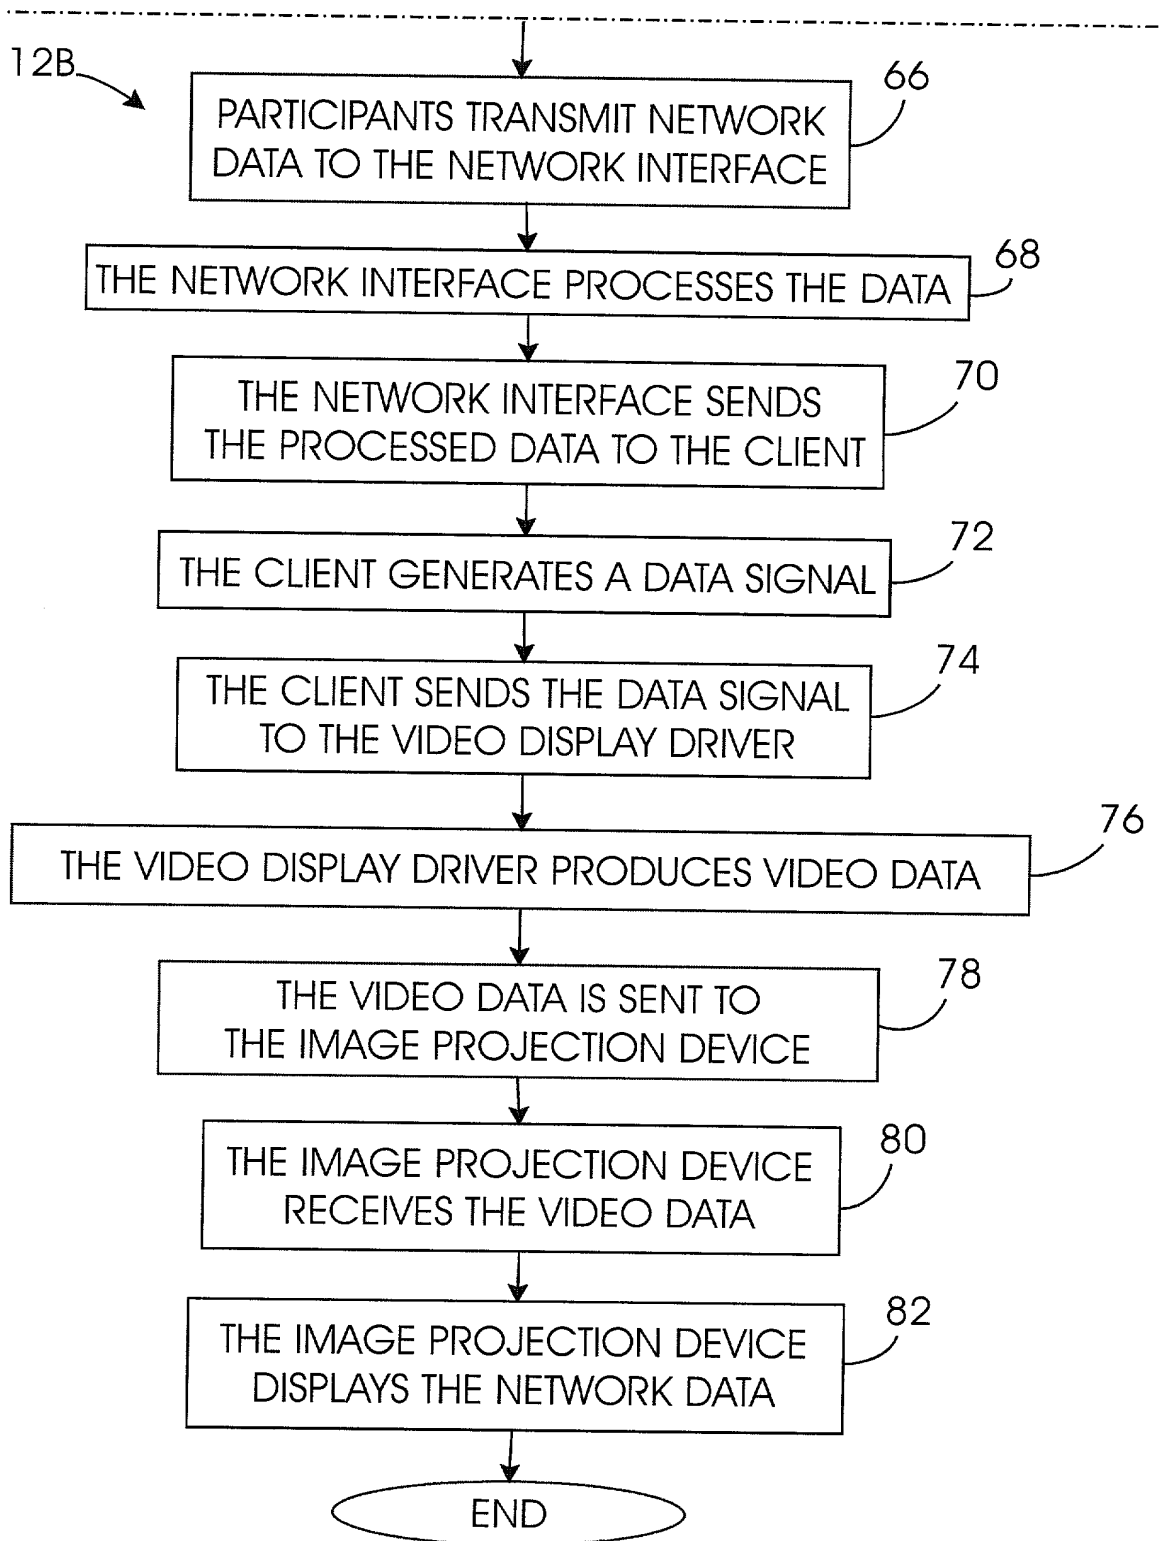 12B
66
PARTICIPANTS TRANSMIT NETWORK
DATA TO THE NETWORK INTERFACE
68
THE NETWORK INTERFACE PROCESSES THE DATA
70
THE NETWORK INTERFACE SENDS
THE PROCESSED DATA TO THE CLIENT
72
THE CLIENT GENERATES A DATA SIGNAL
74
THE CLIENT SENDS THE DATA SIGNAL
TO THE VIDEO DISPLAY DRIVER
76
THE VIDEO DISPLAY DRIVER PRODUCES VIDEO DATA
78
THE VIDEO DATA IS SENT TO
THE IMAGE PROJECTION DEVICE
80
THE IMAGE PROJECTION DEVICE
RECEIVES THE VIDEO DATA
82
THE IMAGE PROJECTION DEVICE
DISPLAYS THE NETWORK DATA
END